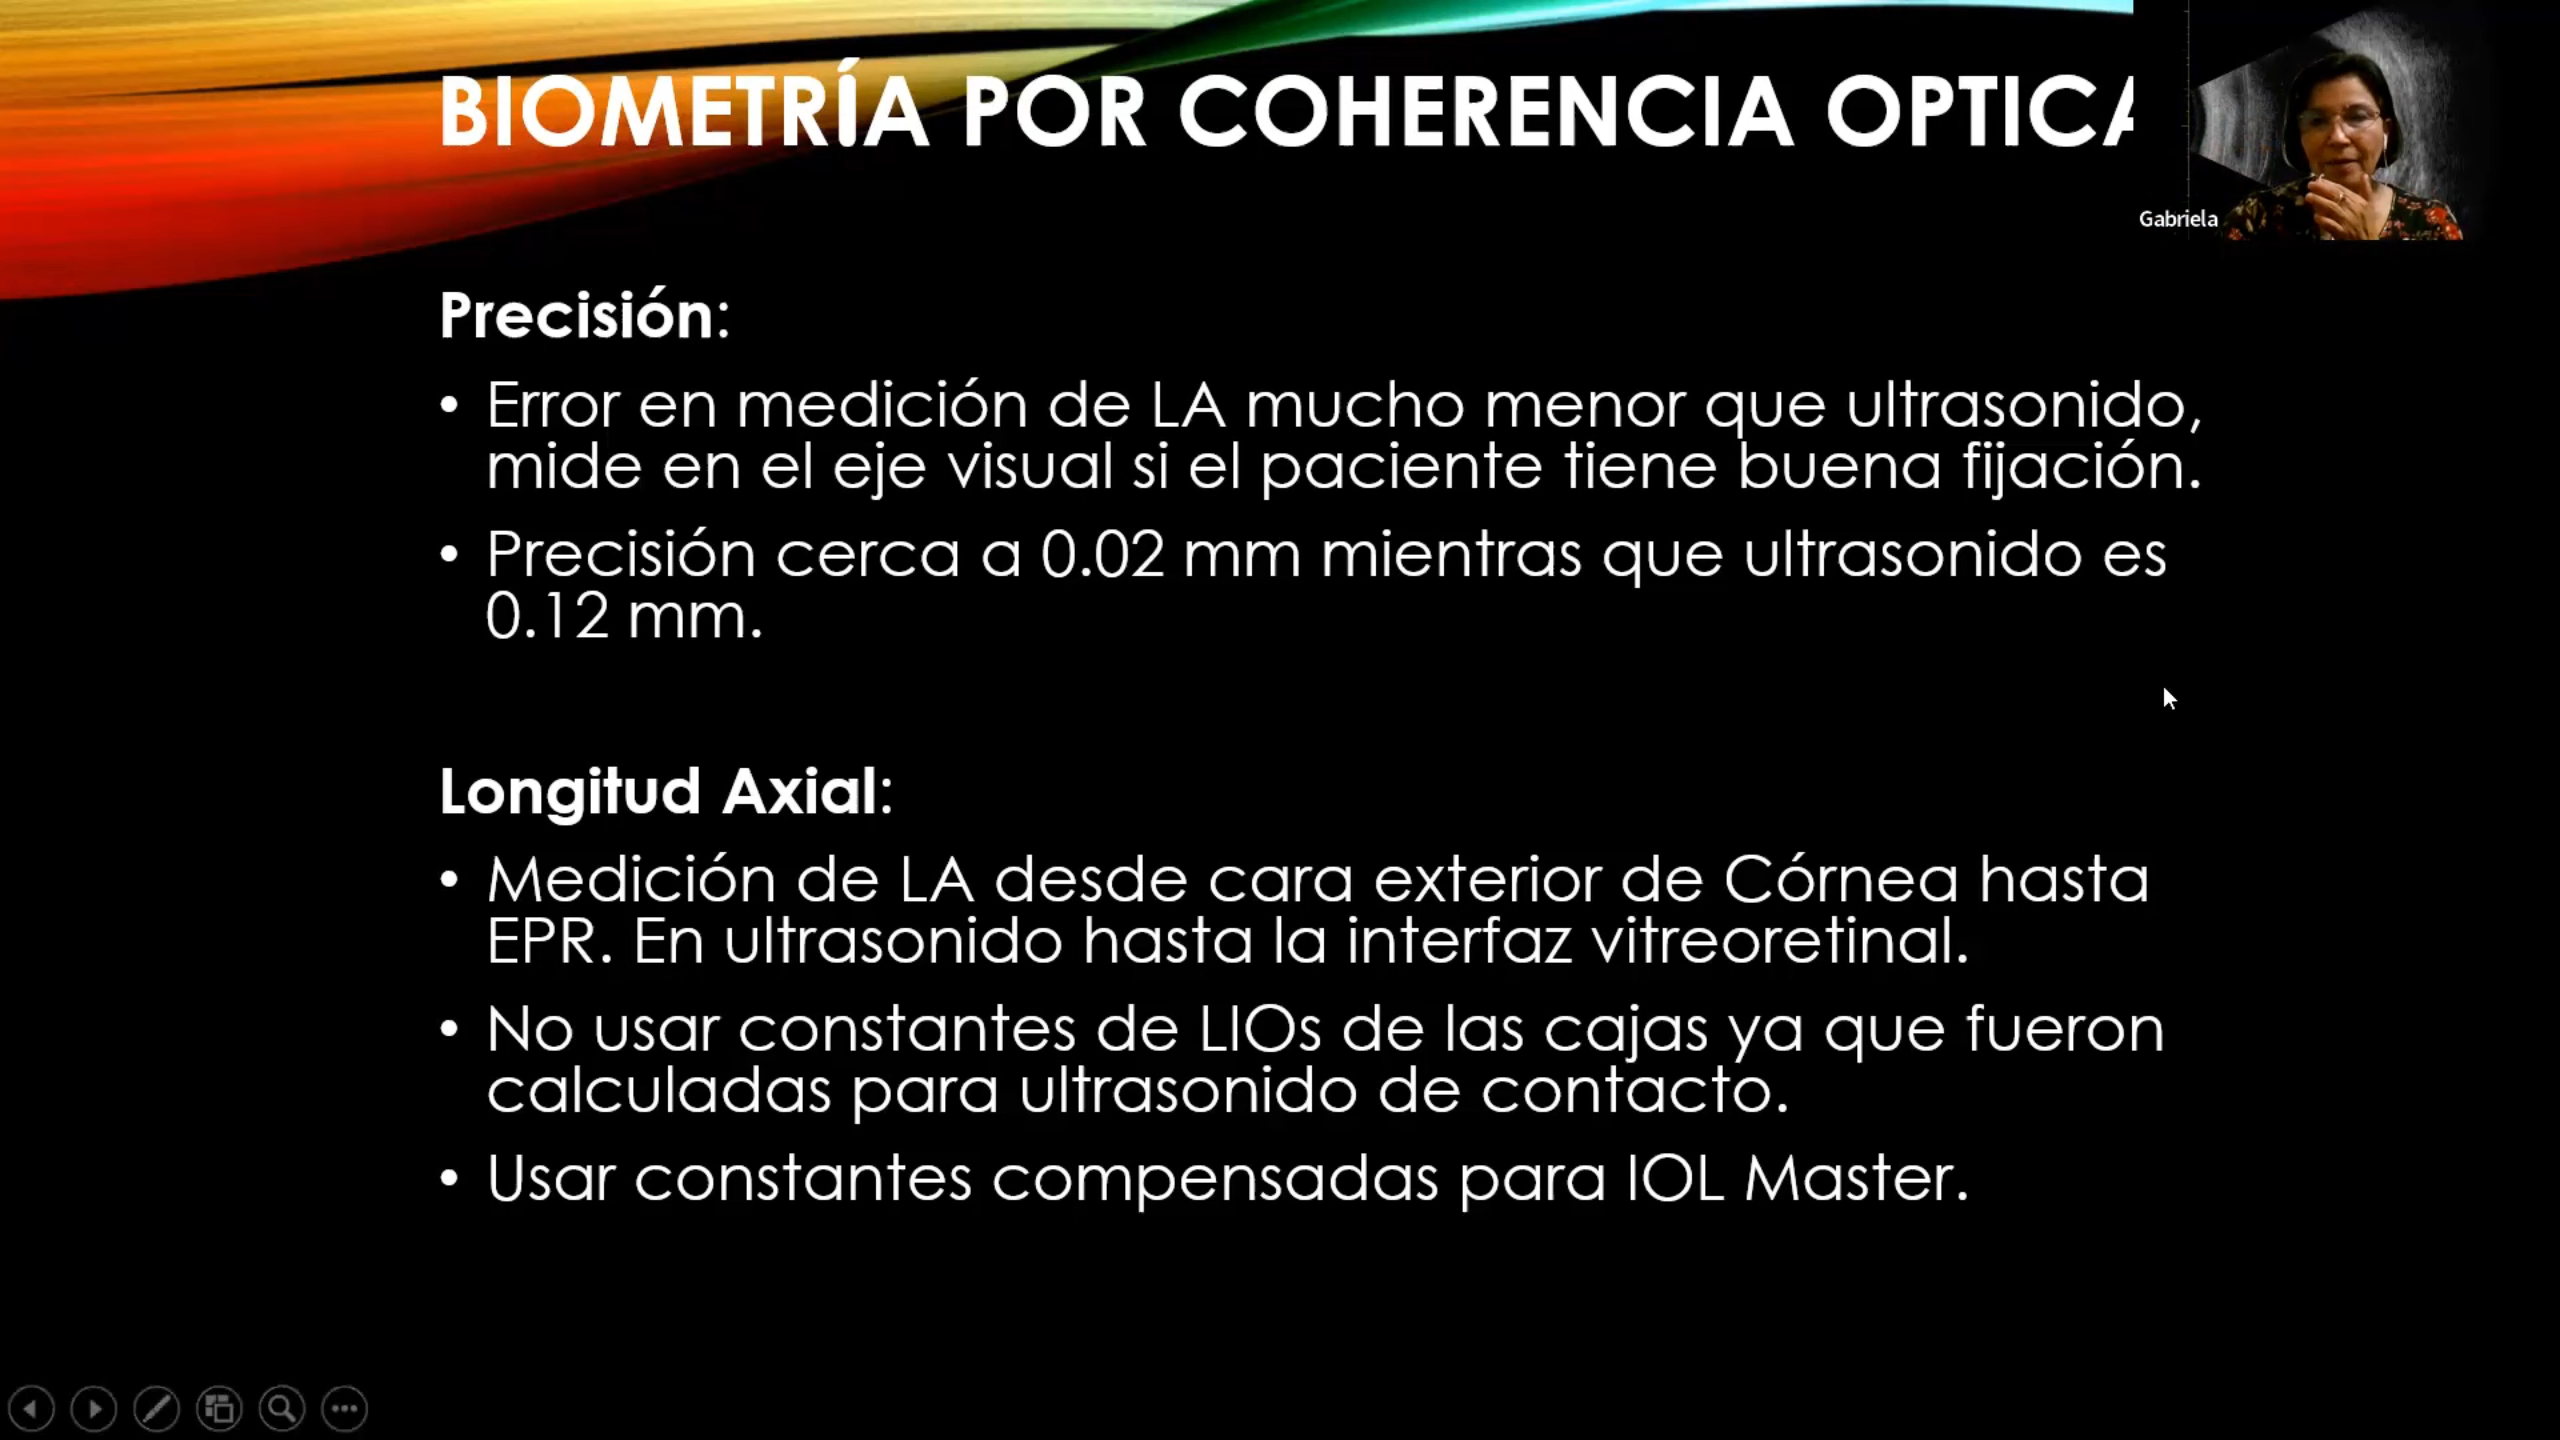 BIOMETRÍA POR COHERENCIA OPTICA
Gabriela
Precisión:
• Error en medición de LA mucho menor que ultrasonido,
mide en el eje visual si el paciente tiene buena fijación.
• Precisión cerca a 0.02 mm mientras que ultrasonido es
0.12 mm.
Longitud Axial:
• Medición de LA desde cara exterior de Córnea hasta
EPR. En ultrasonido hasta la interfaz vitreoretinal.
• No usar constantes de LIOs de las cajas ya que fueron
calculadas para ultrasonido de contacto.
• Usar constantes compensadas para IOL Master.